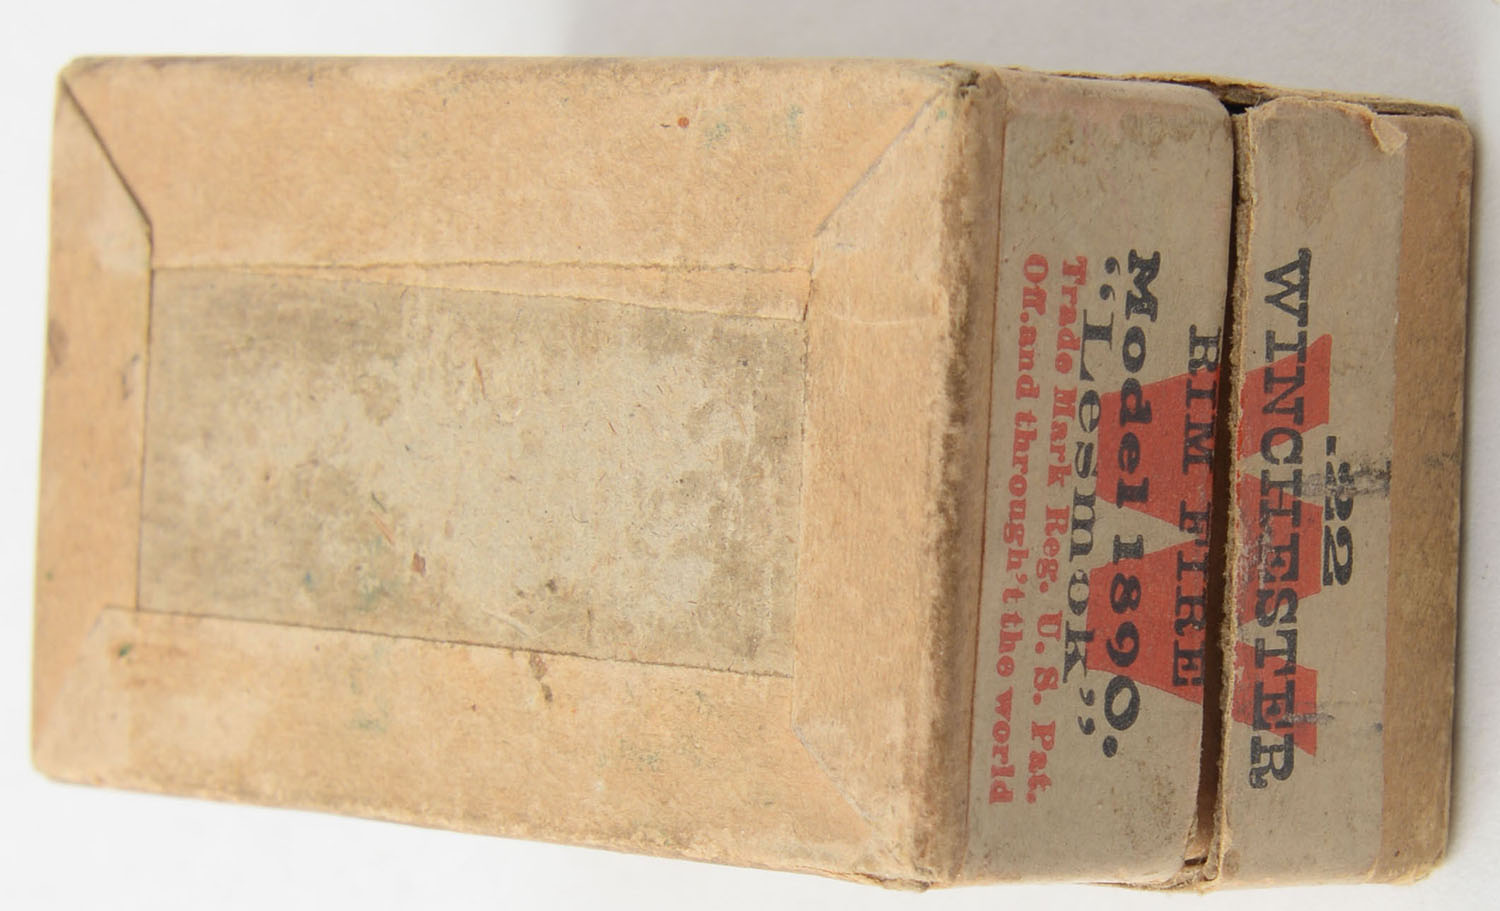 .22
WINCHESTER
RIM FIRE
Model 1890.
"Lesmok"
Trade Mark Reg. U. S. Pat.
Off. and through't the world